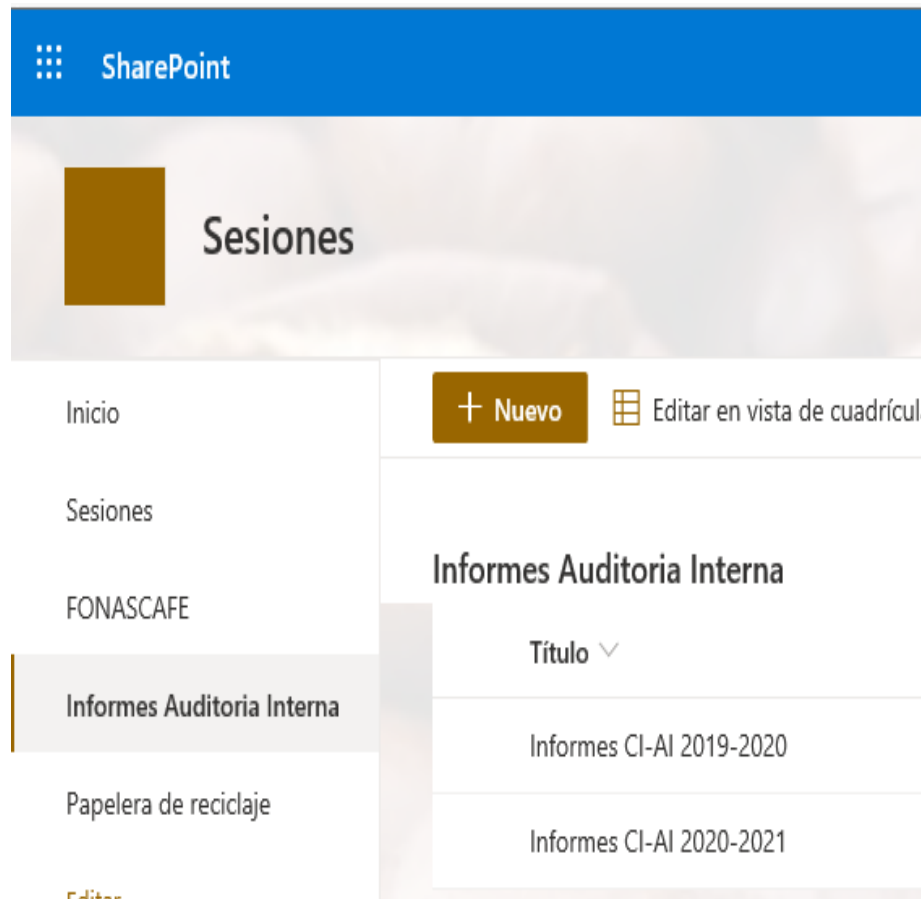 SharePoint
Sesiones
Inicio
Sesiones
FONASCAFE
Informes Auditoria Interna
Papelera de reciclaje
Editar
+ Nuevo
Editar en vista de cuadrícul
Informes Auditoria Interna
Título
Informes CI-AI 2019-2020
Informes CI-AI 2020-2021